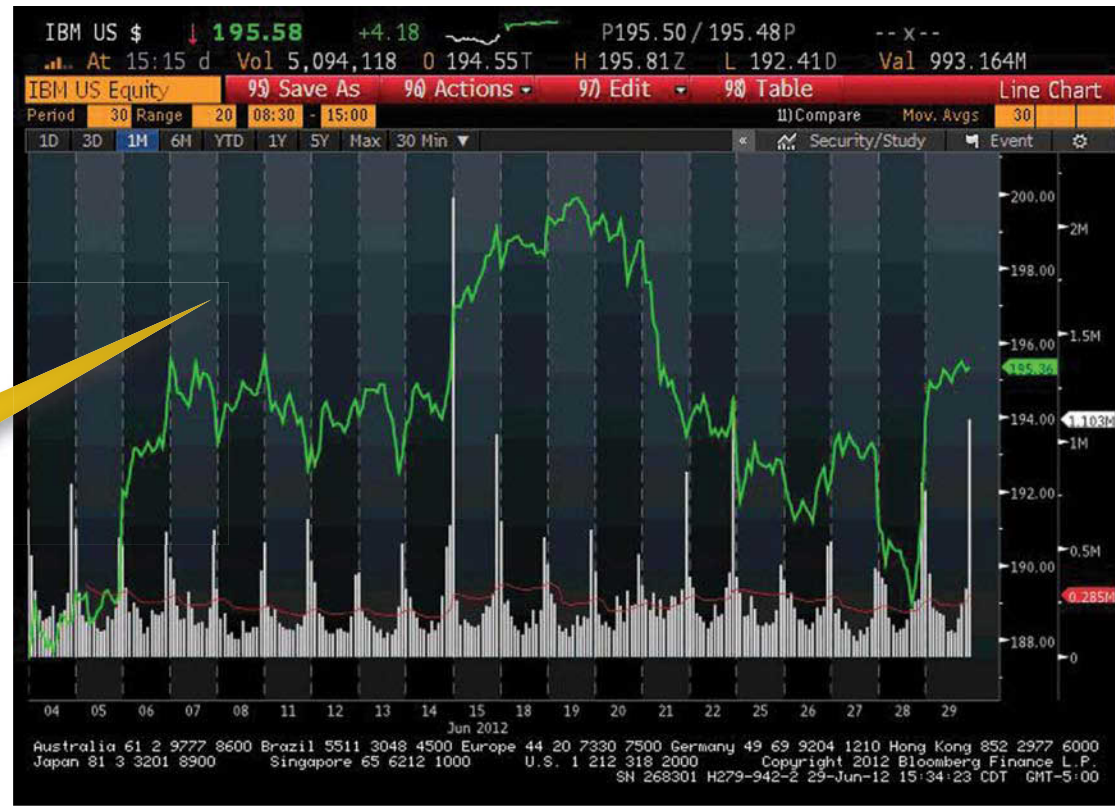 IBM US $ ↓ 195.58 +4.18 P195.50 / 195.48P -- x --
At 15:15 d Vol 5,094,118 O 194.55T H 195.81Z L 192.41D Val 993.164M
IBM US Equity 95) Save As 96) Actions 97) Edit 98) Table Line Chart
Period 30 Range 20 08:30 - 15:00 11)Compare Mov. Avgs 30
1D 3D 1M 6M YTD 1Y 5Y Max 30 Min ▼ « Security/Study Event
200.00
2M
198.00
1.5M
196.00
195.36
194.00 1.103M
1M
192.00
0.5M
190.00
0.285M
188.00
0
04 05 06 07 08 11 12 13 14 15 18 19 20 21 22 25 26 27 28 29
Jun 2012
Australia 61 2 9777 8600 Brazil 5511 3048 4500 Europe 44 20 7330 7500 Germany 49 69 9204 1210 Hong Kong 852 2977 6000
Japan 81 3 3201 8900 Singapore 65 6212 1000 U.S. 1 212 318 2000 Copyright 2012 Bloomberg Finance L.P.
SN 268301 H279-942-2 29-Jun-12 15:34:23 CDT GMT-5:00